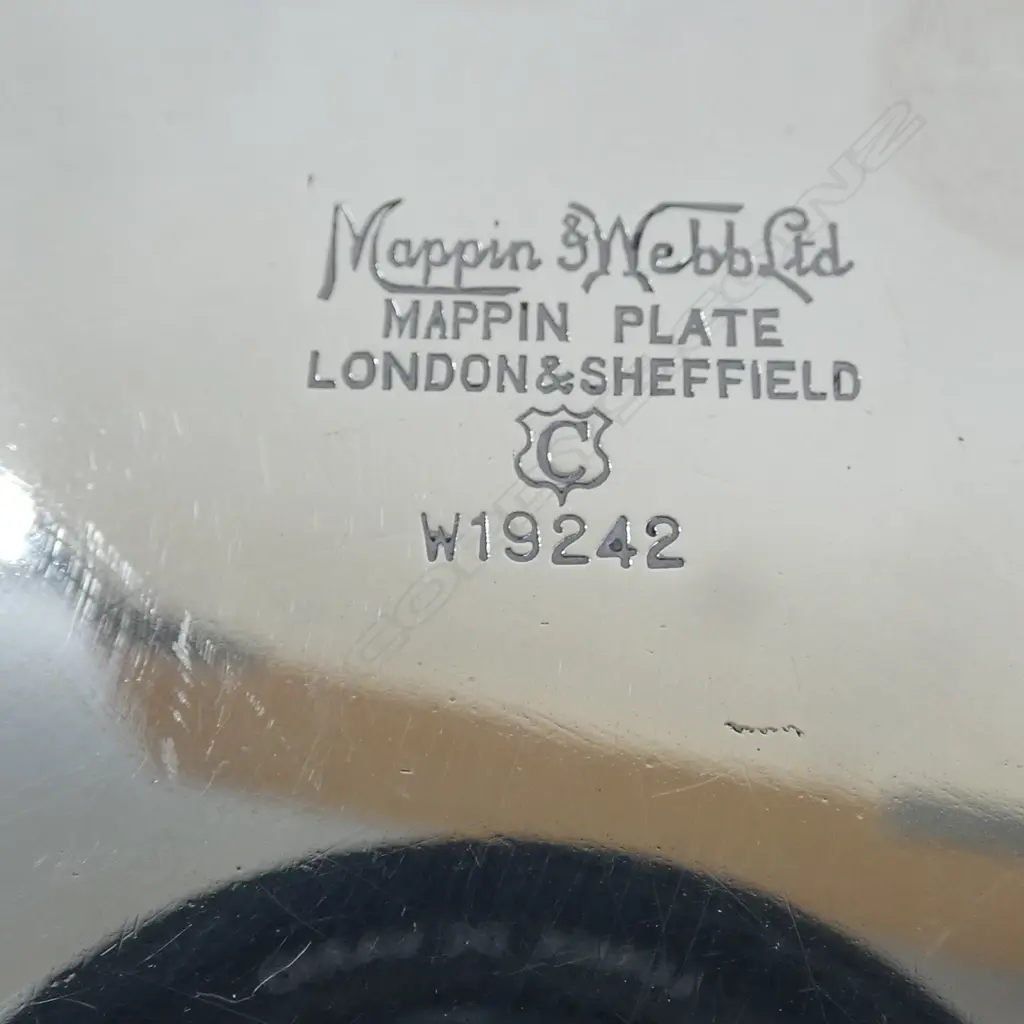 Mappin & Webb Ltd
MAPPIN PLATE
LONDON & SHEFFIELD
C
W19242